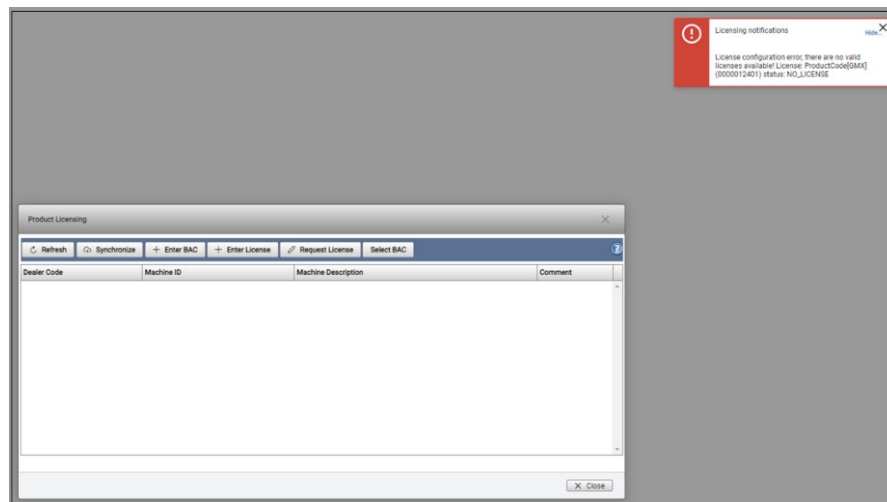 Licensing notifications
Hide..
License configuration error, there are no valid
licenses available! License: ProductCode[GMX]
(0000012401) status: NO_LICENSE
Product Licensing
Refresh Synchronize Enter BAC Enter License Request License Select BAC
Dealer Code Machine ID Machine Description Comment
Close